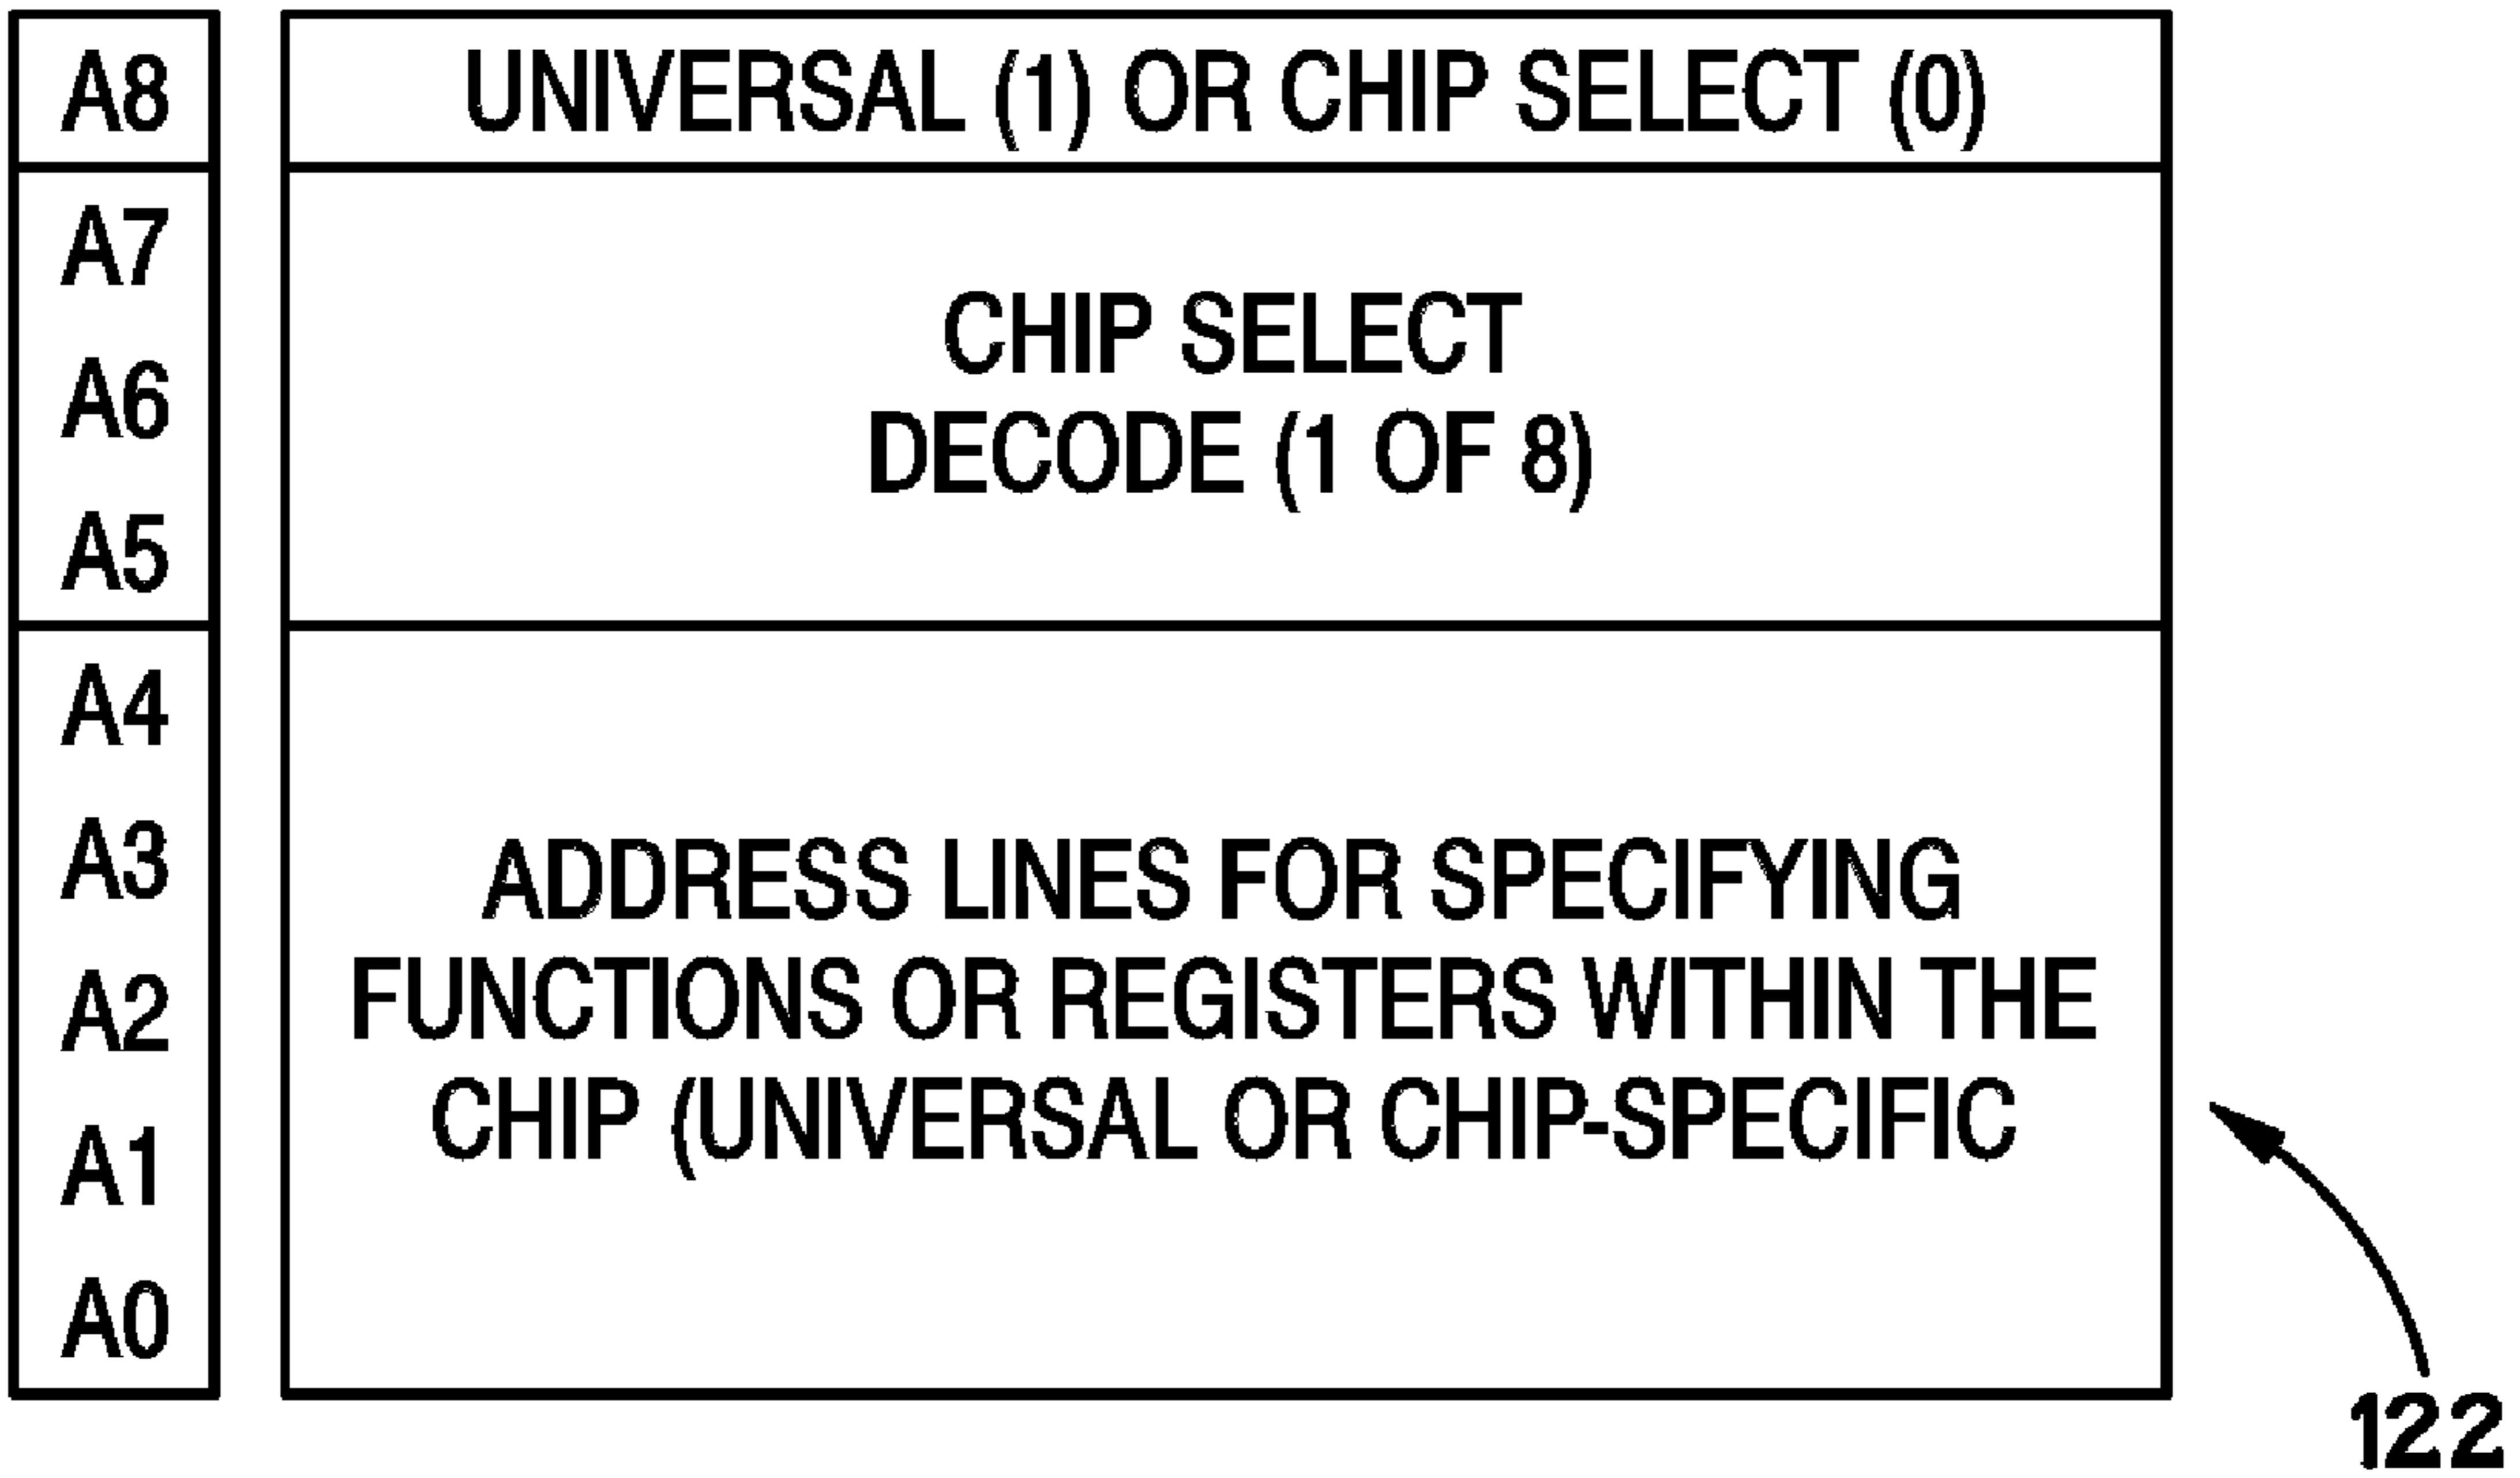 A8 UNIVERSAL (1) OR CHIP SELECT (0)
A7
A6
A5
CHIP SELECT
DECODE (1 OF 8)
A4
A3
A2
A1
A0
ADDRESS LINES FOR SPECIFYING
FUNCTIONS OR REGISTERS WITHIN THE
CHIP (UNIVERSAL OR CHIP-SPECIFIC
122